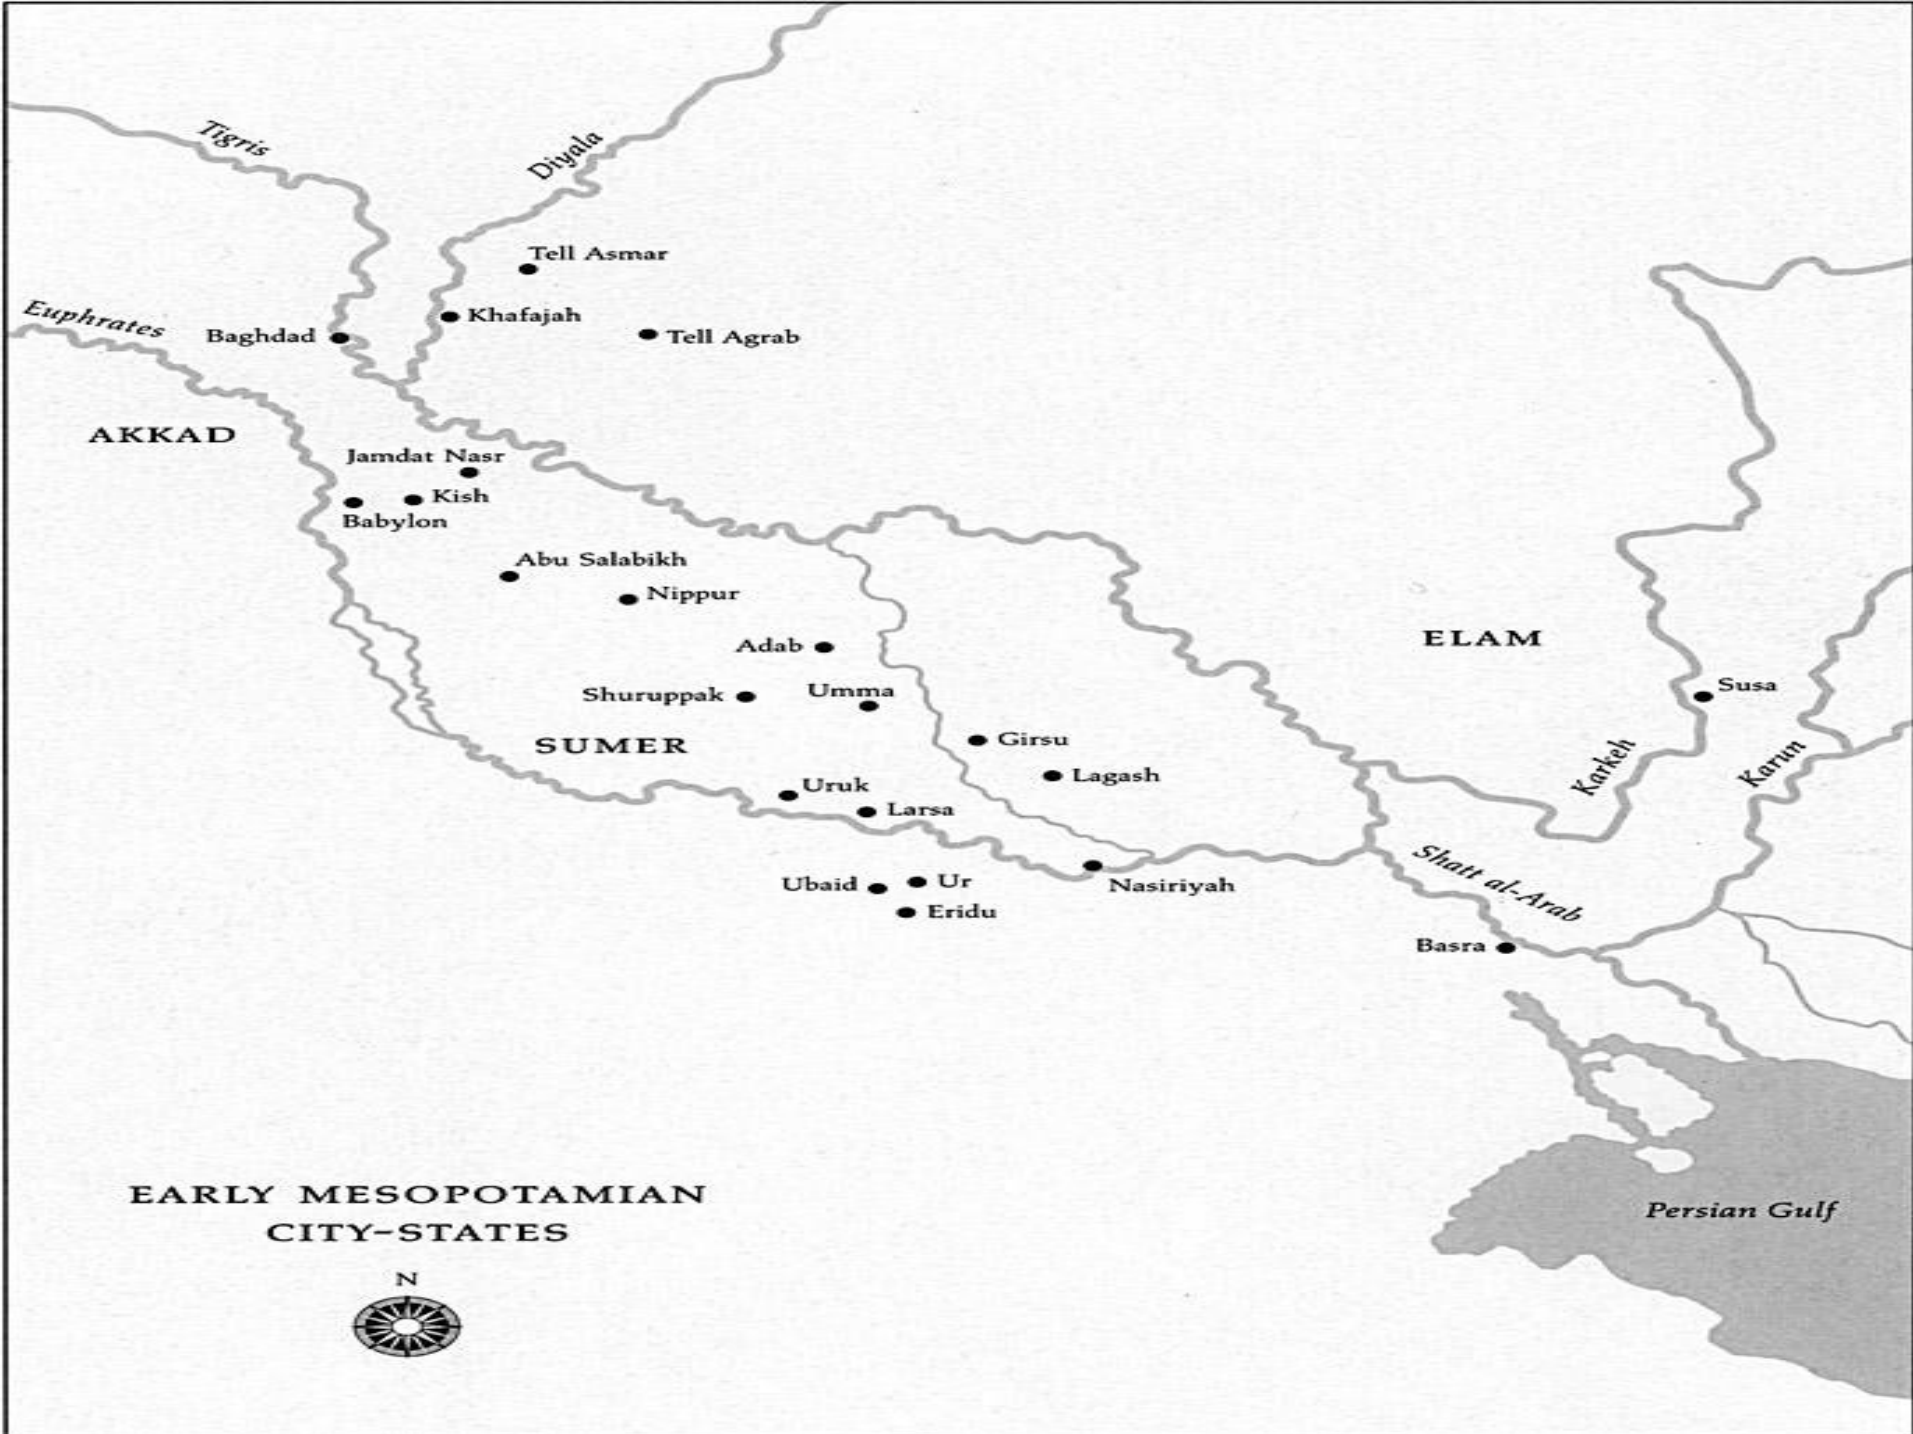 Tigris
Diyala
Tell Asmar
Euphrates
Baghdad
Khafajah
Tell Agrab
AKKAD
Jamdat Nasr
Kish
Babylon
Abu Salabikh
Nippur
ELAM
Adab
Susa
Shuruppak
Umma
SUMER
Girsu
Karkeh
Karun
Lagash
Uruk
Larsa
Shatt al-Arab
Ubaid
Ur
Nasiriyah
Eridu
Basra
EARLY MESOPOTAMIAN
CITY-STATES
Persian Gulf
N